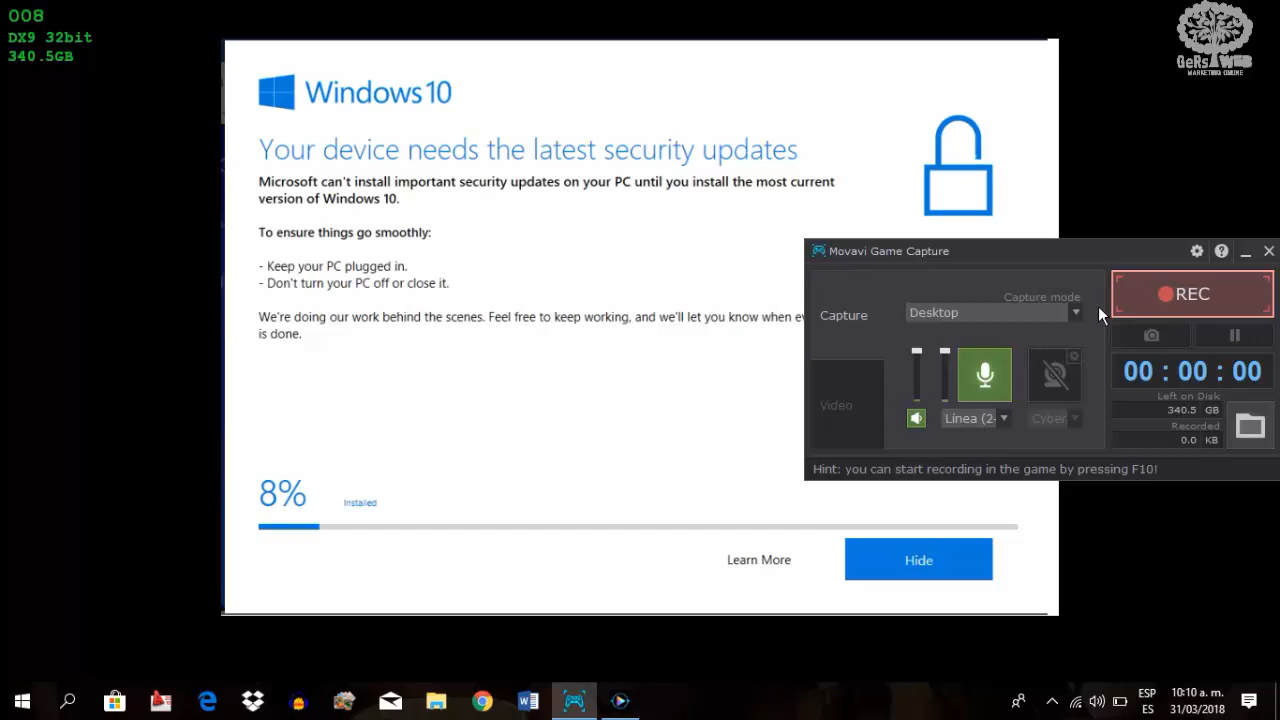 008
DX9 32bit
340.5GB
GeRs WEB
MARKETING ONLINE
Windows 10
Your device needs the latest security updates
Microsoft can't install important security updates on your PC until you install the most current
version of Windows 10.
To ensure things go smoothly:
- Keep your PC plugged in.
- Don't turn your PC off or close it.
We're doing our work behind the scenes. Feel free to keep working, and we'll let you know when
is done.
8%
Installed
Learn More
Hide
Movavi Game Capture
Capture mode
Capture
Desktop
REC
Video
00 : 00 : 00
Left on Disk
340.5 GB
Recorded
0.0 KB
Línea (2-
Cyber
Hint: you can start recording in the game by pressing F10!
ESP
ES
10:10 a. m.
31/03/2018